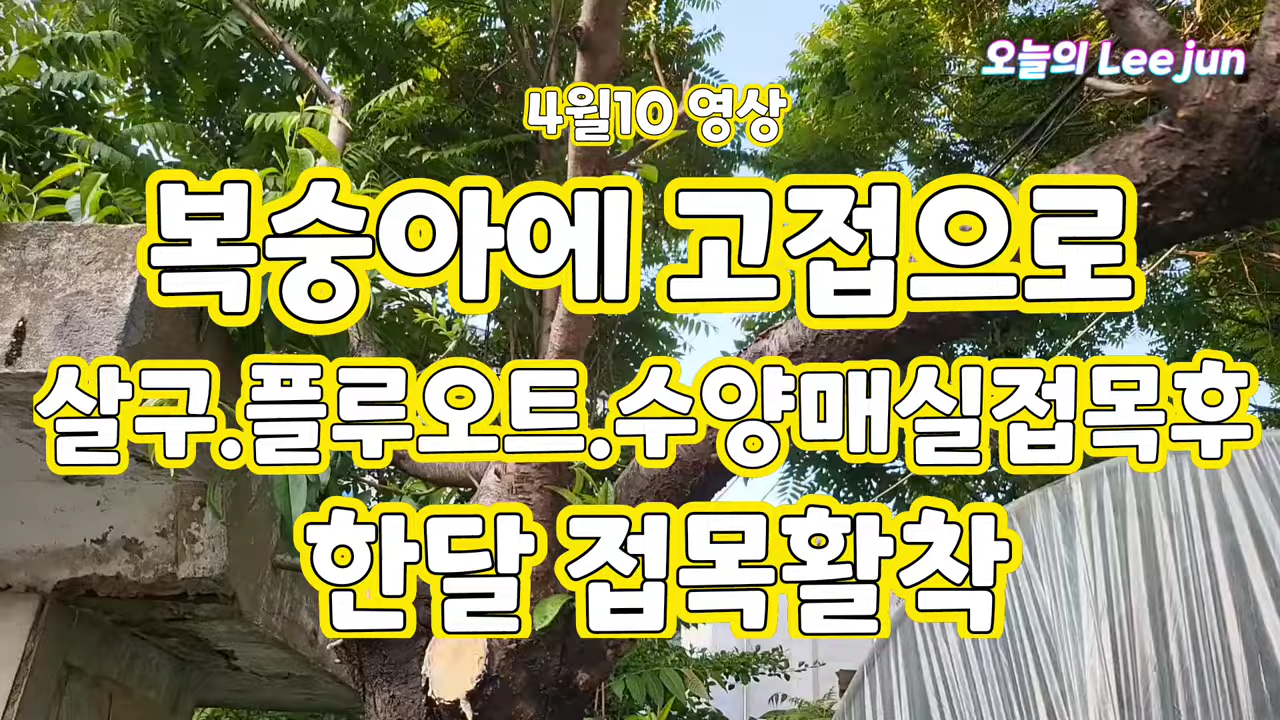 오늘의 Lee jun
4월10 영상
복숭아에 고접으로
살구.플루오트.수양매실접목후
한달 접목활착